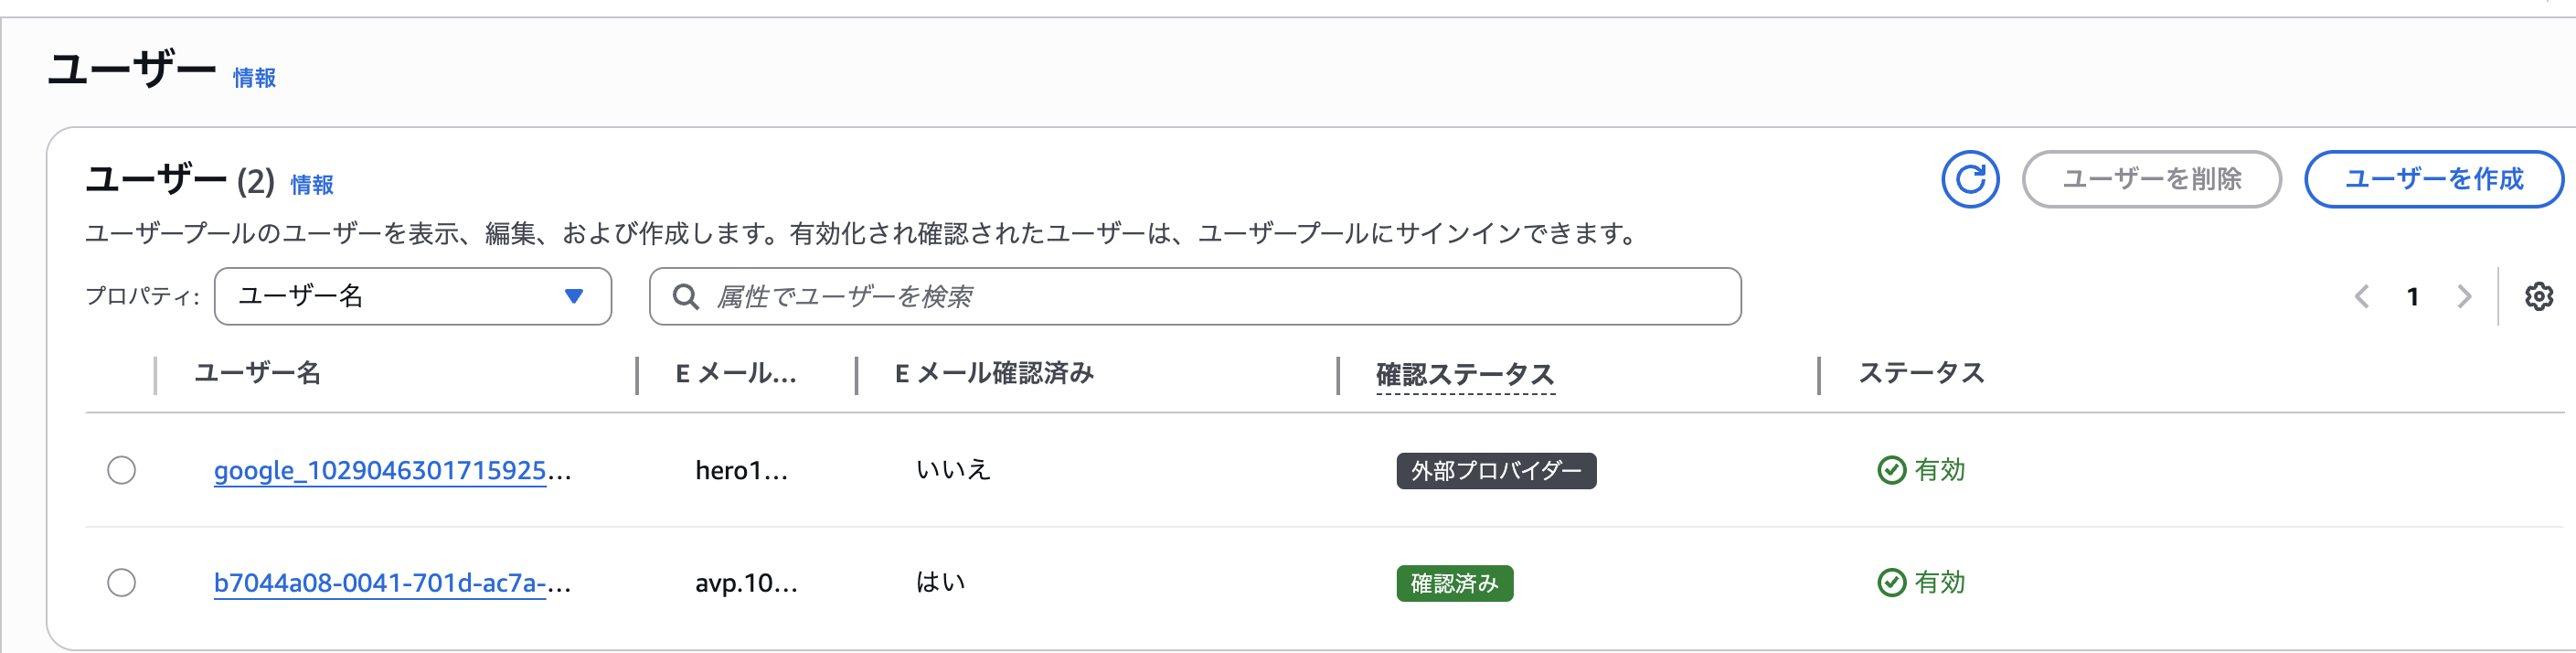 ユーザー 情報
ユーザー (2) 情報
ユーザーを削除
ユーザーを作成
ユーザープールのユーザーを表示、編集、および作成します。有効化され確認されたユーザーは、ユーザープールにサインインできます。
プロパティ: ユーザー名 属性でユーザーを検索 1
ユーザー名 E メール... E メール確認済み 確認ステータス ステータス
google_1029046301715925... hero1... いいえ 外部プロバイダー 有効
b7044a08-0041-701d-ac7a-... avp.10... はい 確認済み 有効